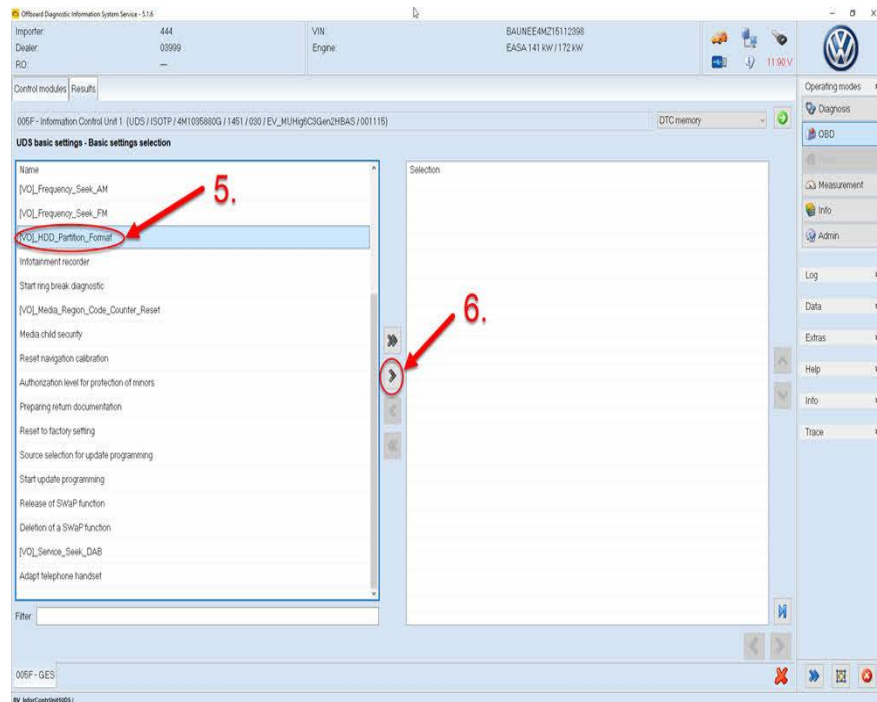 Offboard Diagnostic Information System Service - 5.1.6
Importer: 444 VIN: BAUNEE4MZ15112398
Dealer: 03999 Engine: EASA 141 kW / 172 kW
RO: —
11.90 V
Control modules Results
Operating modes
005F - Information Control Unit 1 (UDS / ISOTP / 4M1035880G / 1451 / 030 / EV_MUHig6C3Gen2HBAS / 001115) DTC memory
Diagnosis
UDS basic settings - Basic settings selection
OBD
Name
Selection
[VO]_Frequency_Seek_AM
5.
Measurement
[VO]_Frequency_Seek_FM
Info
[VO]_HDD_Partition_Format
Admin
Infotainment recorder
Log
Start ring break diagnostic
[VO]_Media_Region_Code_Counter_Reset
6.
Data
Media child security
Extras
Reset navigation calibration
Help
Authorization level for protection of minors
Preparing return documentation
Info
Reset to factory setting
Trace
Source selection for update programming
Start update programming
Release of SWaP function
Deletion of a SWaP function
[VO]_Service_Seek_DAB
Adapt telephone handset
Filter:
005F - GES